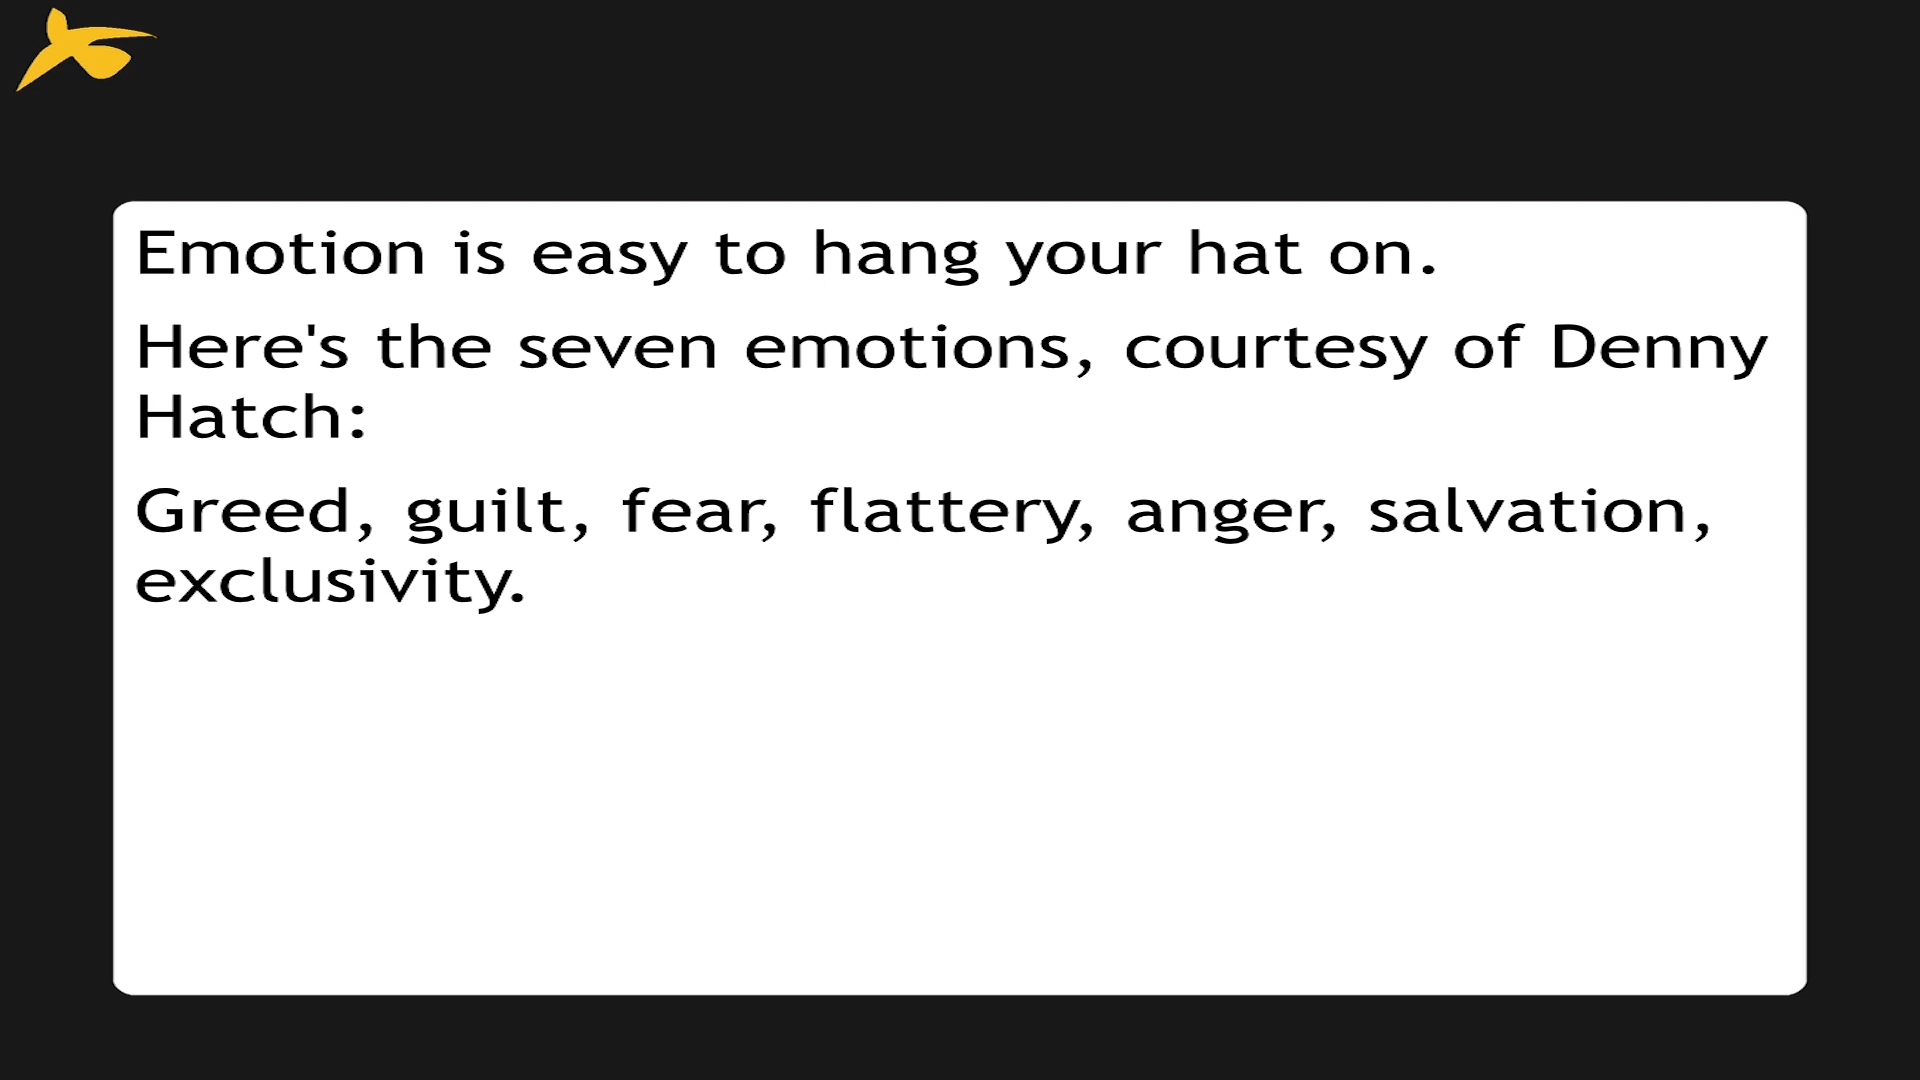 Emotion is easy to hang your hat on.
Here's the seven emotions, courtesy of Denny
Hatch:
Greed, guilt, fear, flattery, anger, salvation,
exclusivity.